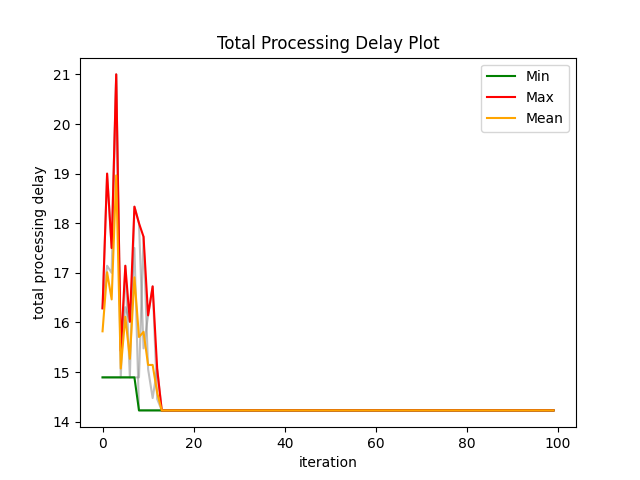 Total Processing Delay Plot
Min
Max
Mean
21
20
19
18
17
16
15
14
total processing delay
0 20 40 60 80 100
iteration